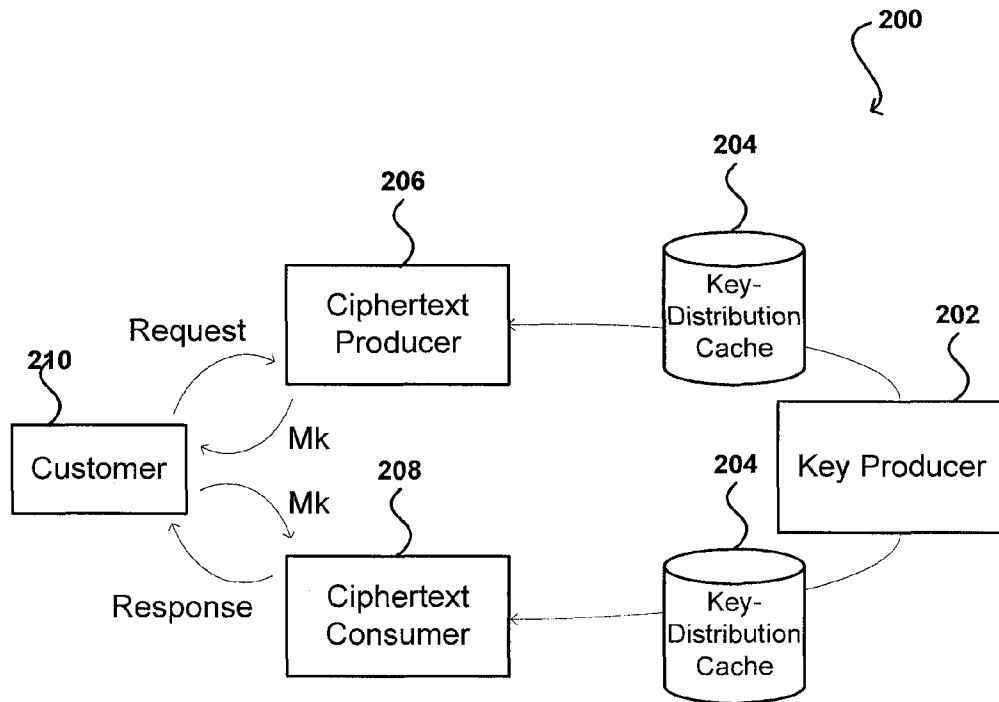 200
204
206
Key-
Distribution
Cache
Ciphertext
Producer
202
Request
210
Mk
Customer
Key Producer
208
204
Mk
Response
Ciphertext
Consumer
Key-
Distribution
Cache